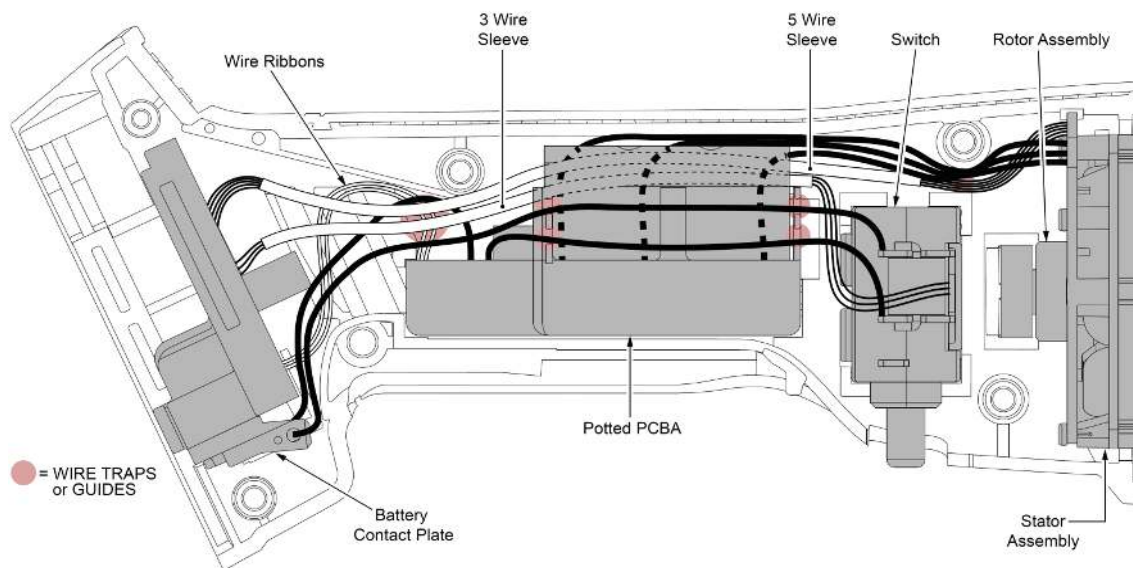 3 Wire
Sleeve
5 Wire
Sleeve
Switch
Rotor Assembly
Wire Ribbons
Potted PCBA
= WIRE TRAPS
or GUIDES
Battery
Contact Plate
Stator
Assembly